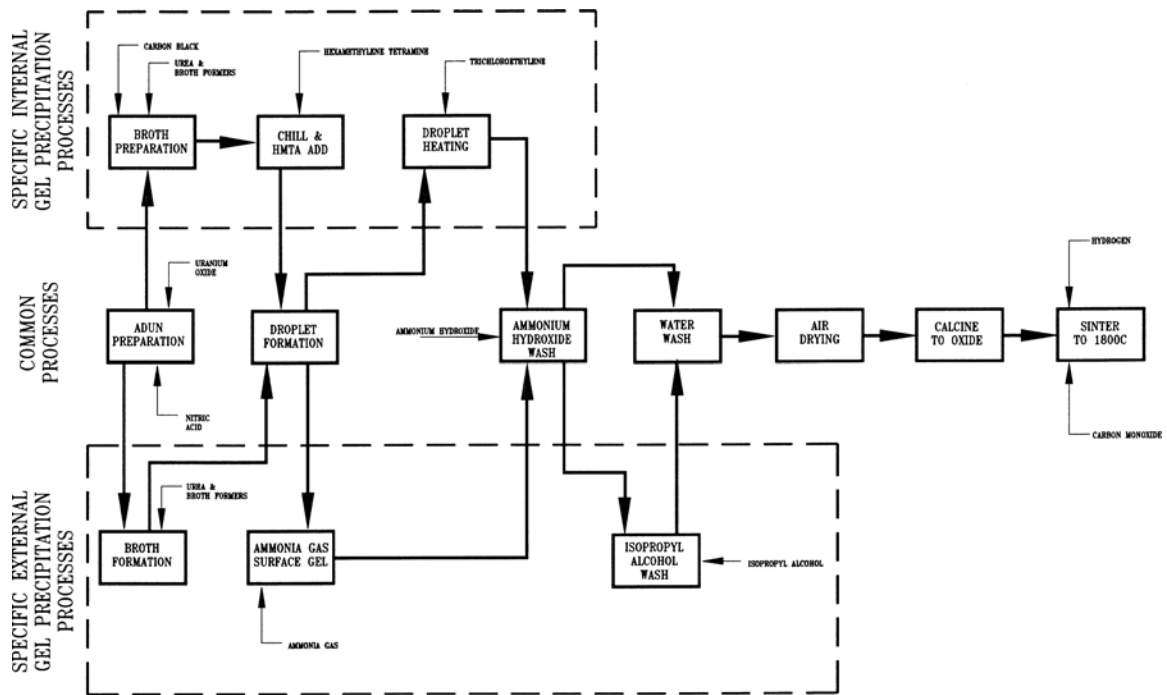 SPECIFIC INTERNAL
GEL PRECIPITATION
PROCESSES
CARBON BLACK
UREA &
BROTH FORMERS
HEXAMETHYLENE TETRAMINE
TRICHLOROETHYLENE
BROTH
PREPARATION
CHILL &
HMTA ADD
DROPLET
HEATING
COMMON
PROCESSES
URANIUM
OXIDE
HYDROGEN
ADUN
PREPARATION
DROPLET
FORMATION
AMMONIUM HYDROXIDE
AMMONIUM
HYDROXIDE
WASH
WATER
WASH
AIR
DRYING
CALCINE
TO OXIDE
SINTER
TO 1800C
NITRIC
ACID
CARBON MONOXIDE
SPECIFIC EXTERNAL
GEL PRECIPITATION
PROCESSES
UREA &
BROTH FORMERS
BROTH
FORMATION
AMMONIA GAS
SURFACE GEL
ISOPROPYL
ALCOHOL
WASH
ISOPROPYL ALCOHOL
AMMONIA GAS